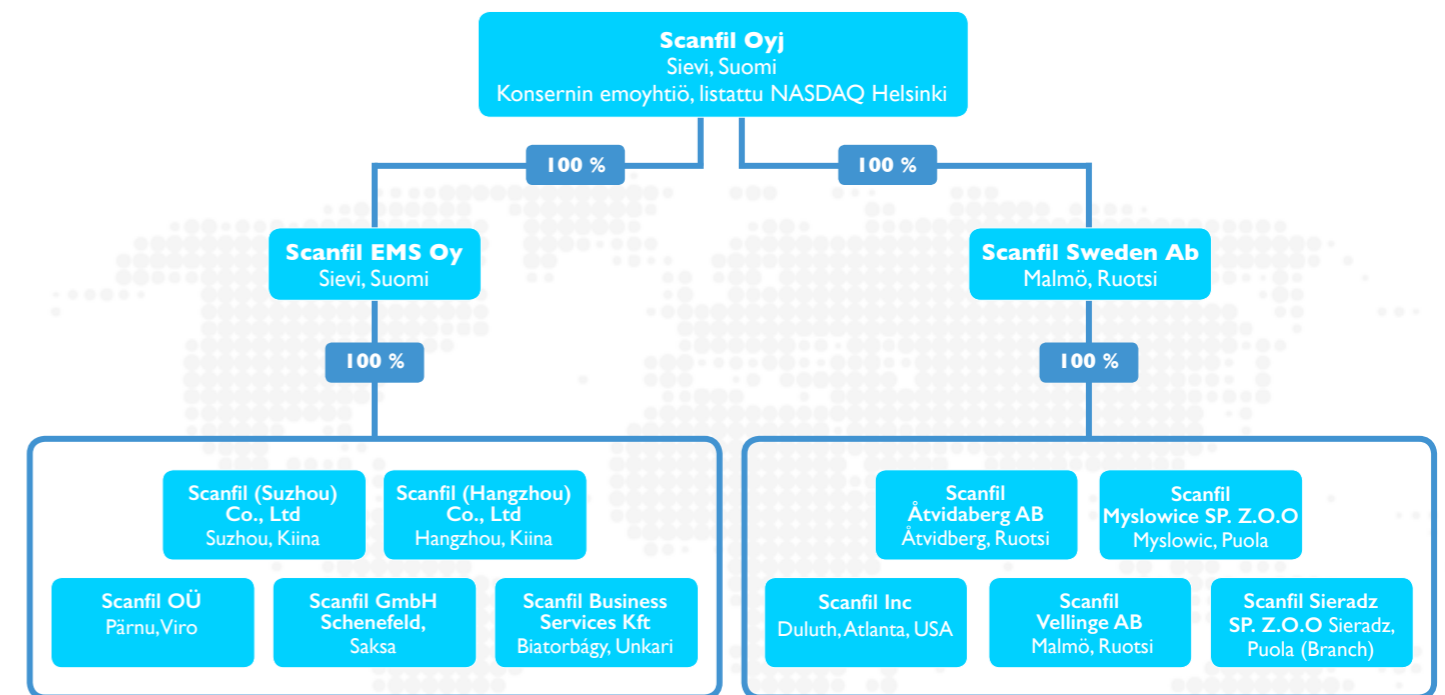 Scanfil Oyj
Sievi, Suomi
Konsernin emoyhtiö, listattu NASDAQ Helsinki
100 %
100 %
Scanfil EMS Oy
Sievi, Suomi
Scanfil Sweden Ab
Malmö, Ruotsi
100 %
100 %
Scanfil (Suzhou)
Co., Ltd
Suzhou, Kiina
Scanfil (Hangzhou)
Co., Ltd
Hangzhou, Kiina
Scanfil OÜ
Pärnu, Viro
Scanfil GmbH
Schenefeld,
Saksa
Scanfil Business
Services Kft
Biatorbágy, Unkari
Scanfil
Åtvidaberg AB
Åtvidberg, Ruotsi
Scanfil
Myslowice SP. Z.O.O
Myslowic, Puola
Scanfil Inc
Duluth, Atlanta, USA
Scanfil
Vellinge AB
Malmö, Ruotsi
Scanfil Sieradz
SP. Z.O.O Sieradz,
Puola (Branch)